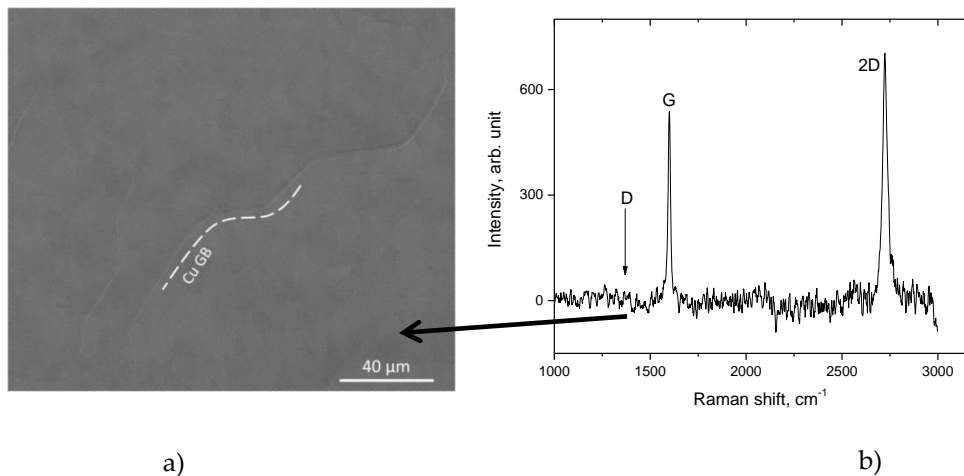 Cu GB
40 µm
a)
Intensity, arb. unit
600
300
0
D
G
2D
1000
1500
2000
2500
3000
Raman shift, cm-1
b)